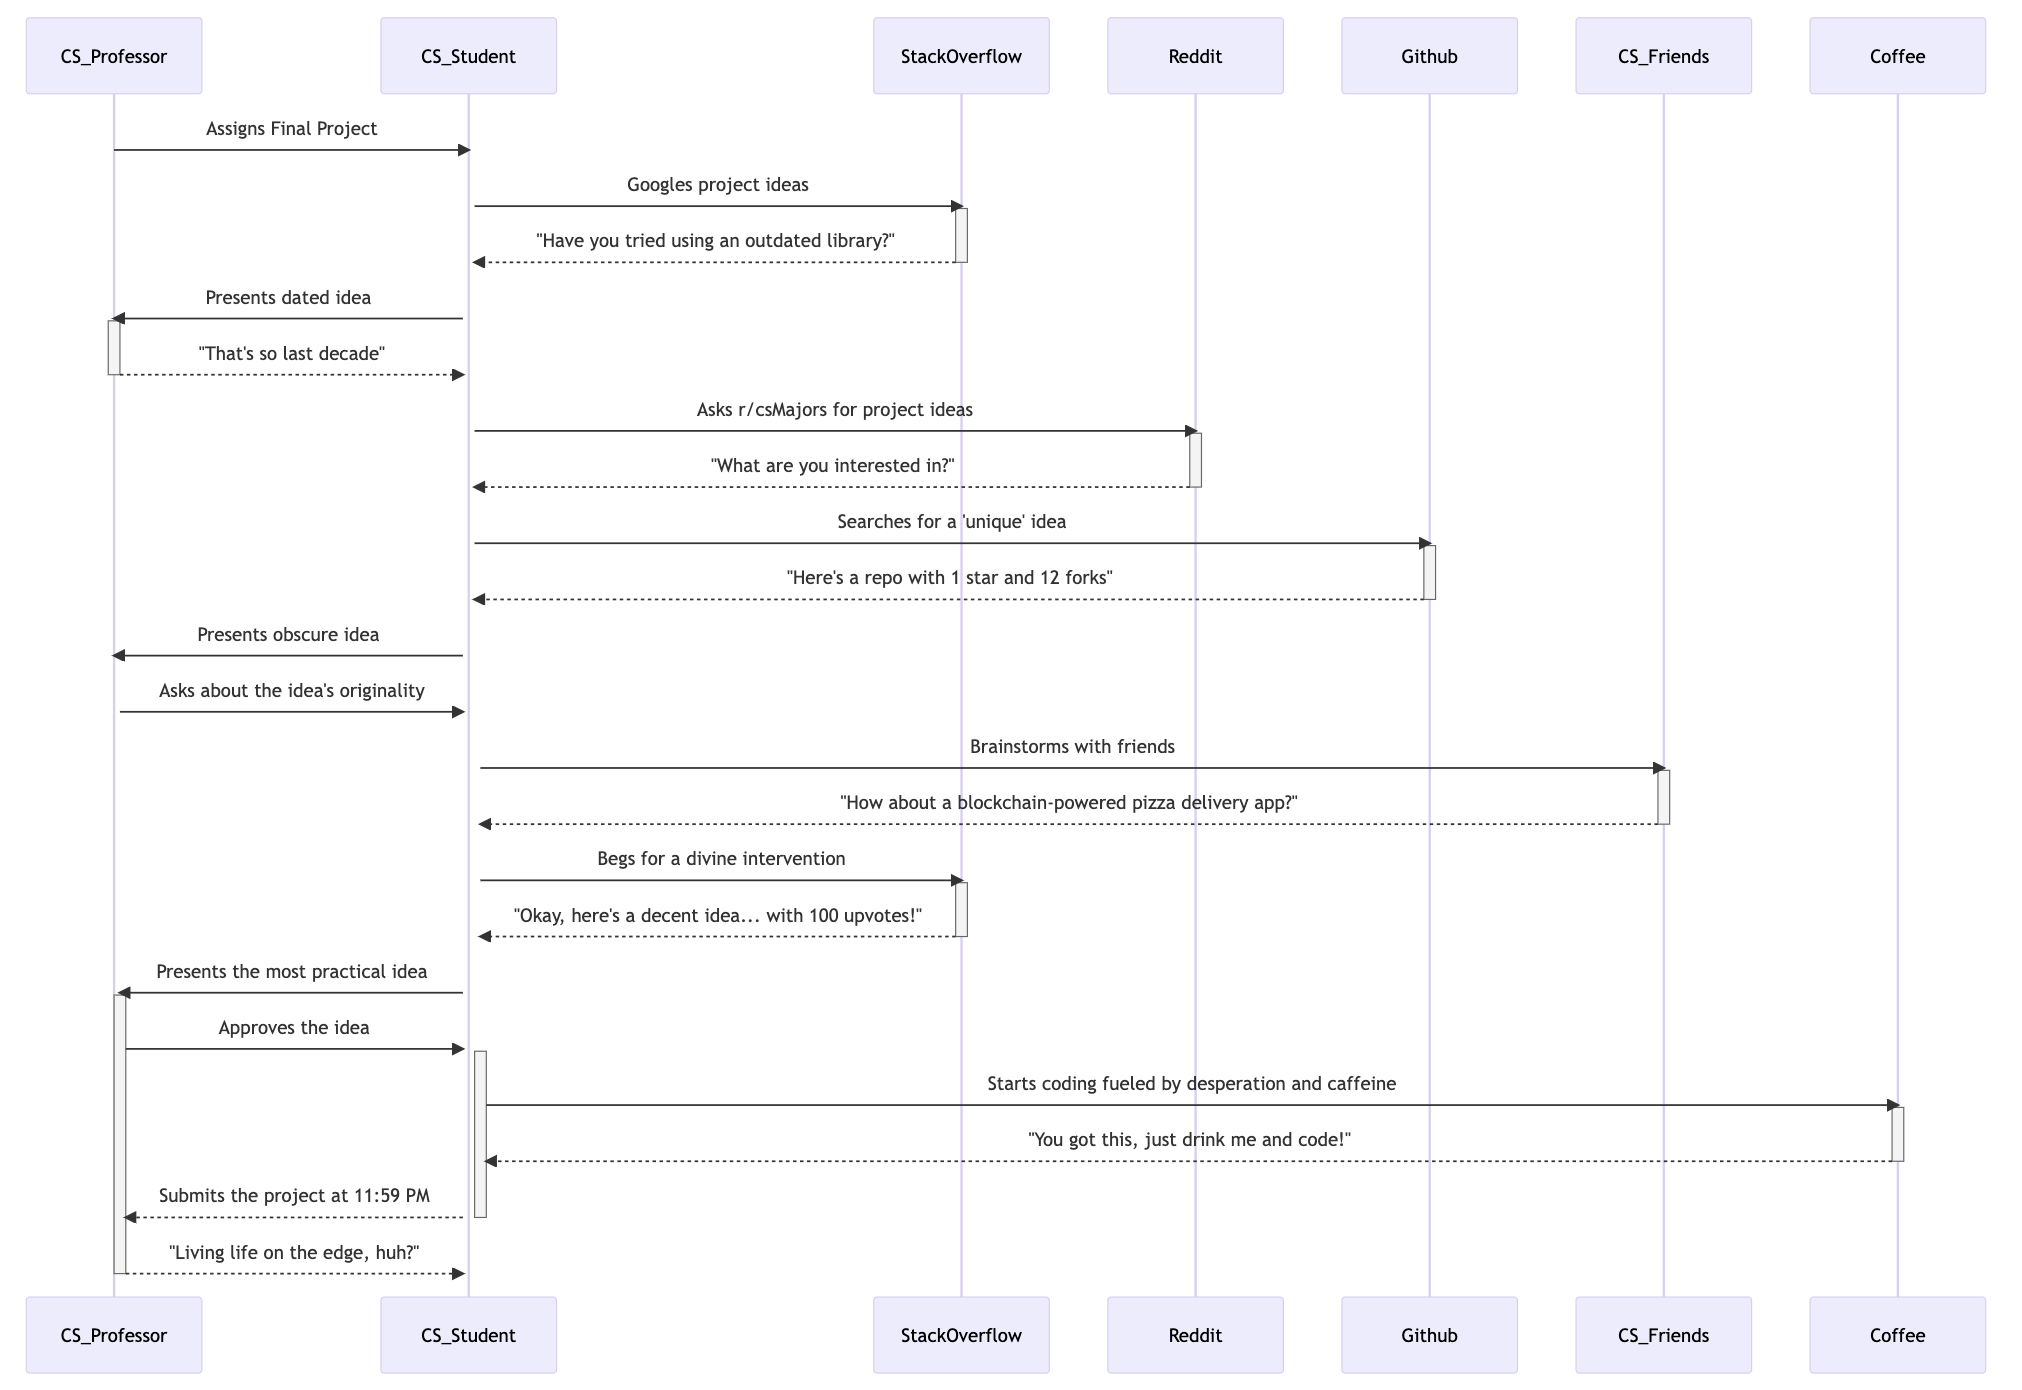 CS_Professor
CS_Student
StackOverflow
Reddit
Github
CS_Friends
Coffee
Assigns Final Project
Googles project ideas
"Have you tried using an outdated library?"
Presents dated idea
"That's so last decade"
Asks r/csMajors for project ideas
"What are you interested in?"
Searches for a 'unique' idea
"Here's a repo with 1 star and 12 forks"
Presents obscure idea
Asks about the idea's originality
Brainstorms with friends
"How about a blockchain-powered pizza delivery app?"
Begs for a divine intervention
"Okay, here's a decent idea... with 100 upvotes!"
Presents the most practical idea
Approves the idea
Starts coding fueled by desperation and caffeine
"You got this, just drink me and code!"
Submits the project at 11:59 PM
"Living life on the edge, huh?"
CS_Professor
CS_Student
StackOverflow
Reddit
Github
CS_Friends
Coffee